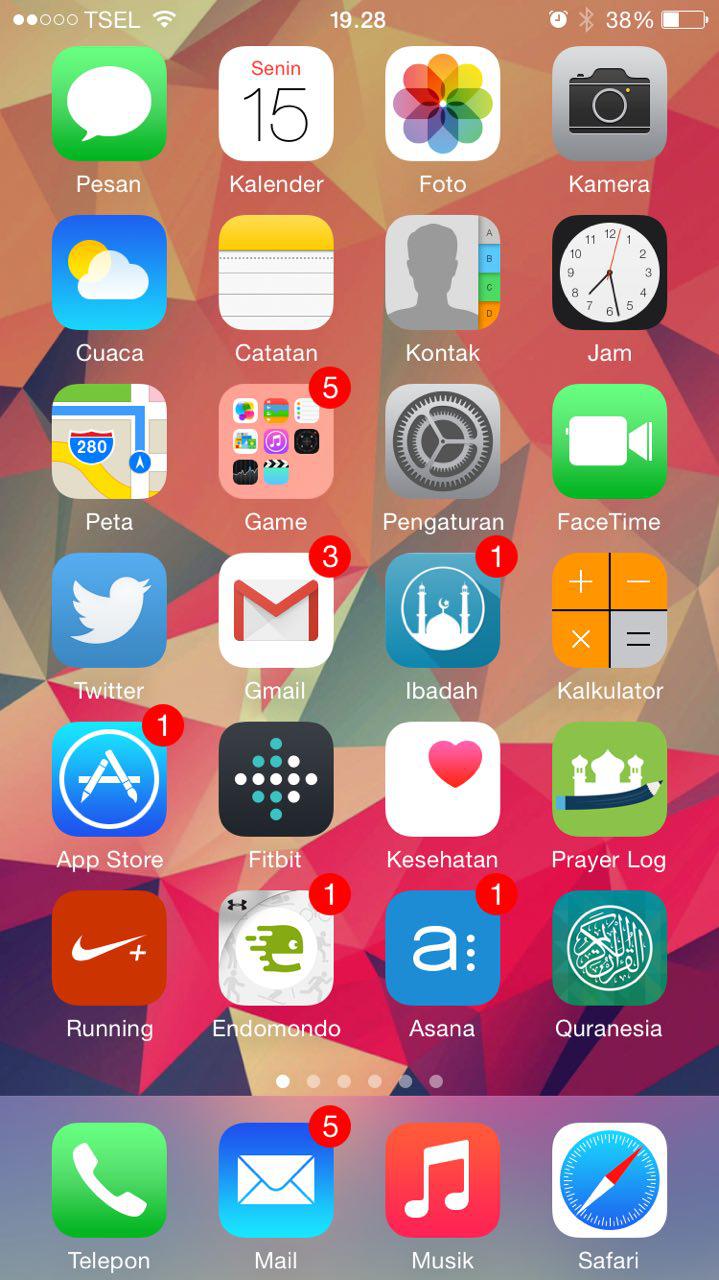 TSEL 19.28 38%
Senin
15
Pesan Kalender Foto Kamera
A
B
C
D
11 12 1
10 2
9 3
8 4
7 6 5
Cuaca Catatan Kontak Jam
5
280
Peta Game Pengaturan FaceTime
3 1
Twitter Gmail Ibadah Kalkulator
1
App Store Fitbit Kesehatan Prayer Log
1 1
a:
Running Endomondo Asana Quranesia
5
Telepon Mail Musik Safari